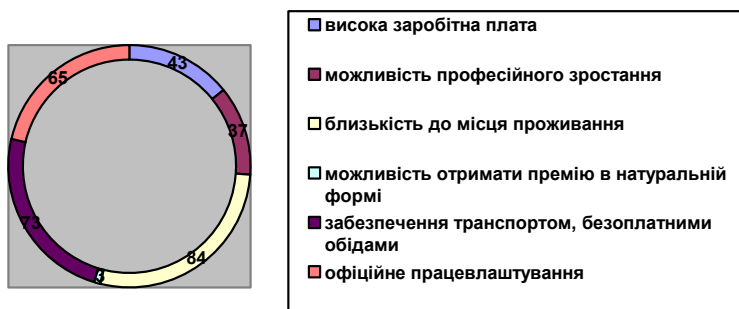 43
37
84
3
73
65
висока заробітна плата
можливість професійного зростання
близькість до місця проживання
можливість отримати премію в натуральній
формі
забезпечення транспортом, безоплатними
обідами
офіційне працевлаштування